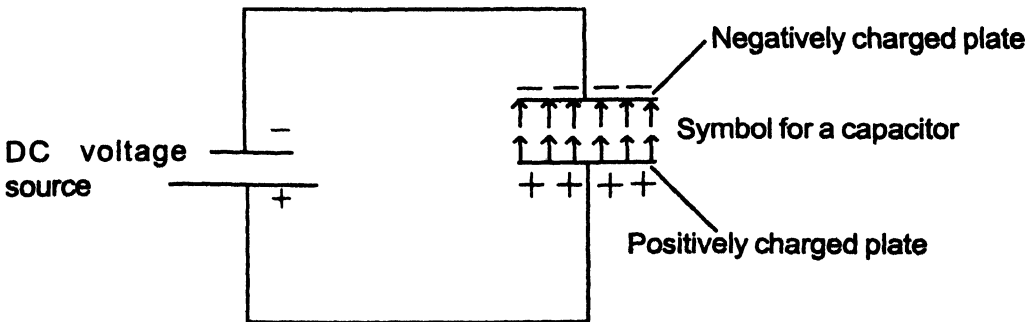 Negatively charged plate
– – – – –
Symbol for a capacitor
DC voltage
source
–
+
+ + + +
Positively charged plate